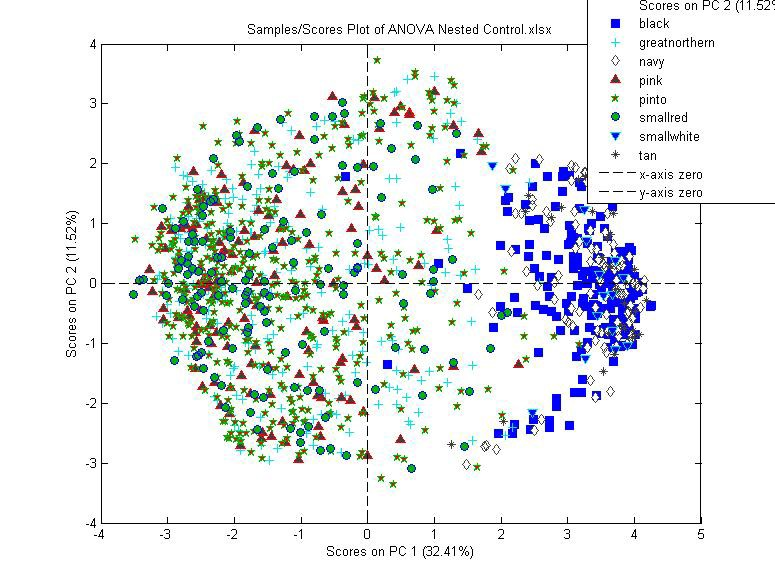 Scores on PC 2 (11.52%
Samples/Scores Plot of ANOVA Nested Control.xlsx
black
greatnorthern
navy
pink
pinto
smallred
smallwhite
tan
x-axis zero
y-axis zero
4
3
2
1
0
-1
-2
-3
-4
Scores on PC 2 (11.52%)
-4 -3 -2 -1 0 1 2 3 4 5
Scores on PC 1 (32.41%)